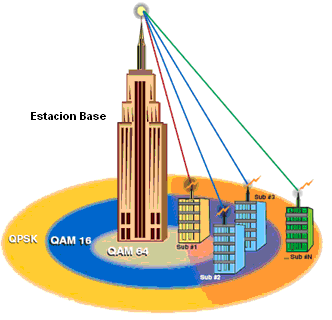 Estacion Base
QPSK
QAM 16
QAM 64
Sub #1
Sub #2
Sub #3
... Sub #N